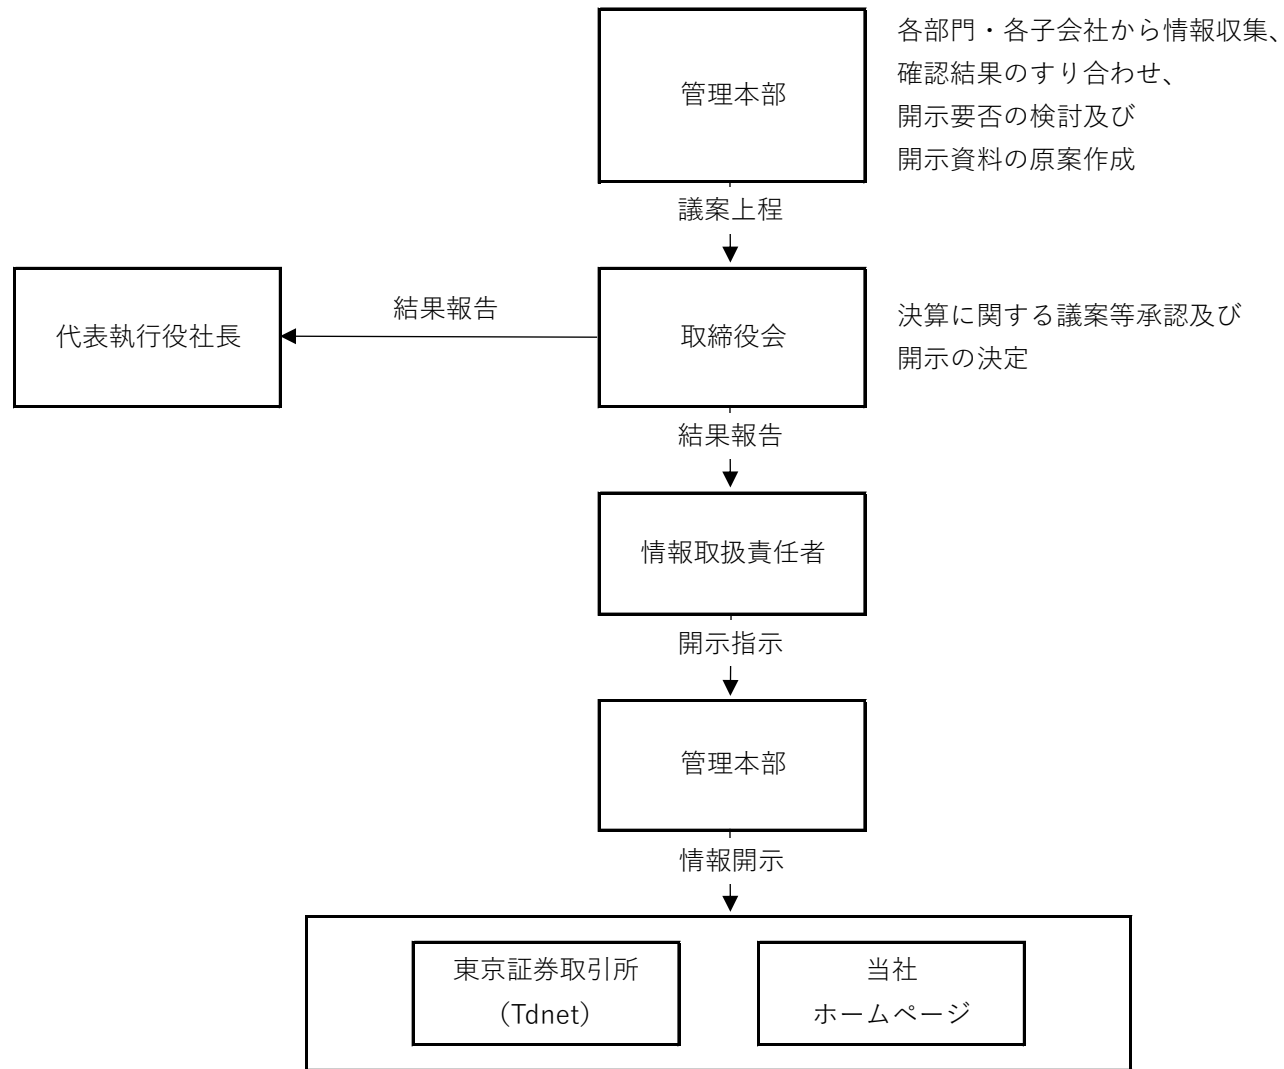 管理本部
各部門・各子会社から情報収集、
確認結果のすり合わせ、
開示要否の検討及び
開示資料の原案作成
議案上程
代表執行役社長
結果報告
取締役会
決算に関する議案等承認及び
開示の決定
結果報告
情報取扱責任者
開示指示
管理本部
情報開示
東京証券取引所
（Tdnet）
当社
ホームページ